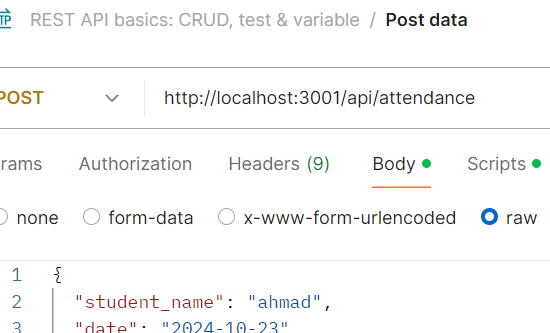 REST API basics: CRUD, test & variable / Post data
POST http://localhost:3001/api/attendance
rams Authorization Headers (9) Body Scripts
none form-data x-www-form-urlencoded raw
1 {
2 "student_name": "ahmad",
3 "date": "2024-10-23"